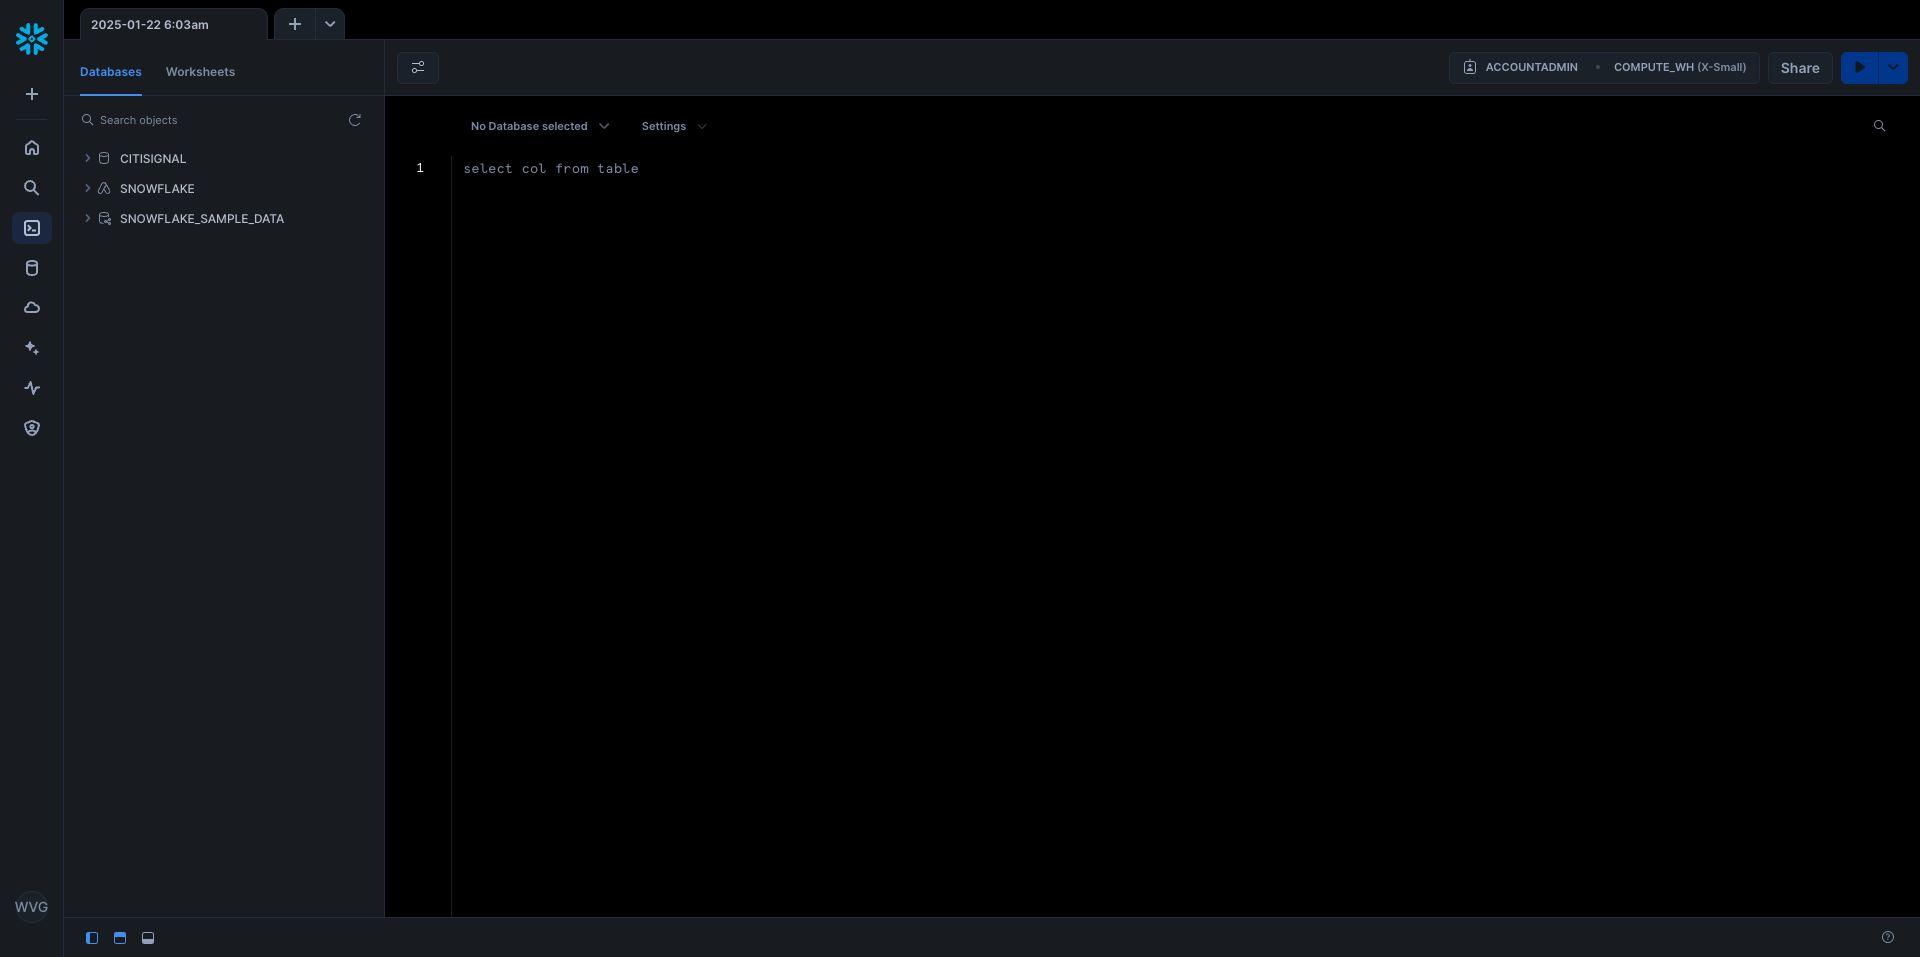 2025-01-22 6:03am
Databases Worksheets
ACCOUNTADMIN COMPUTE_WH (X-Small) Share
Search objects
No Database selected Settings
CITISIGNAL
SNOWFLAKE
SNOWFLAKE_SAMPLE_DATA
1 select col from table
WVG